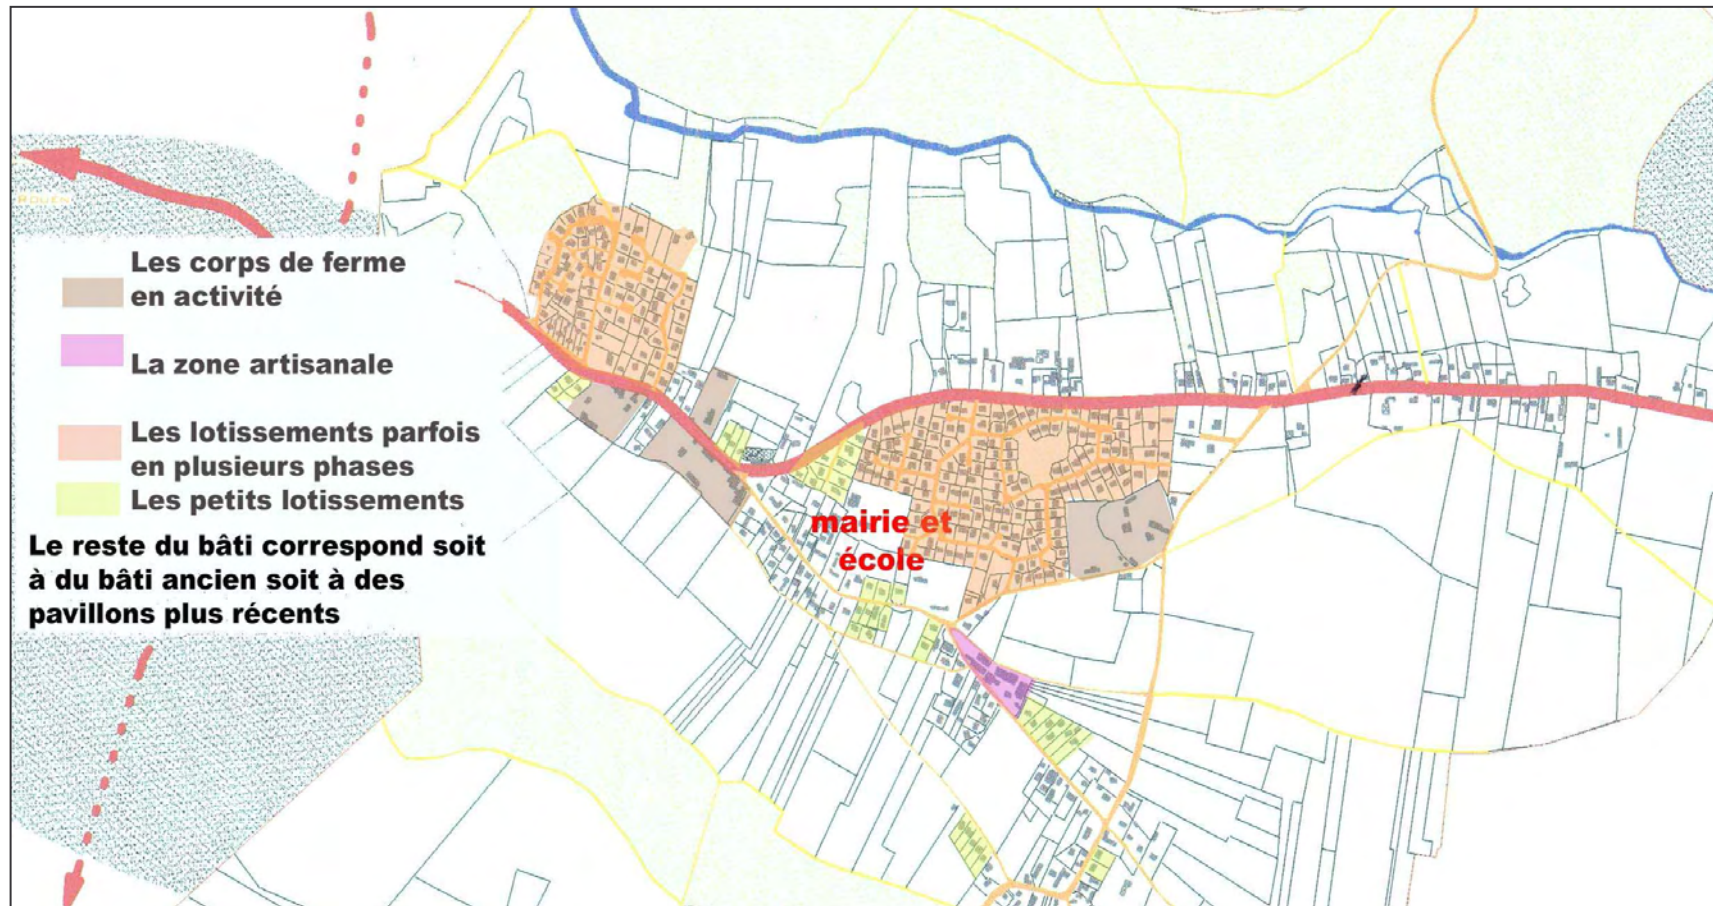 ROUEN
Les corps de ferme
en activité
La zone artisanale
Les lotissements parfois
en plusieurs phases
Les petits lotissements
Le reste du bâti correspond soit
à du bâti ancien soit à des
pavillons plus récents
mairie et
école